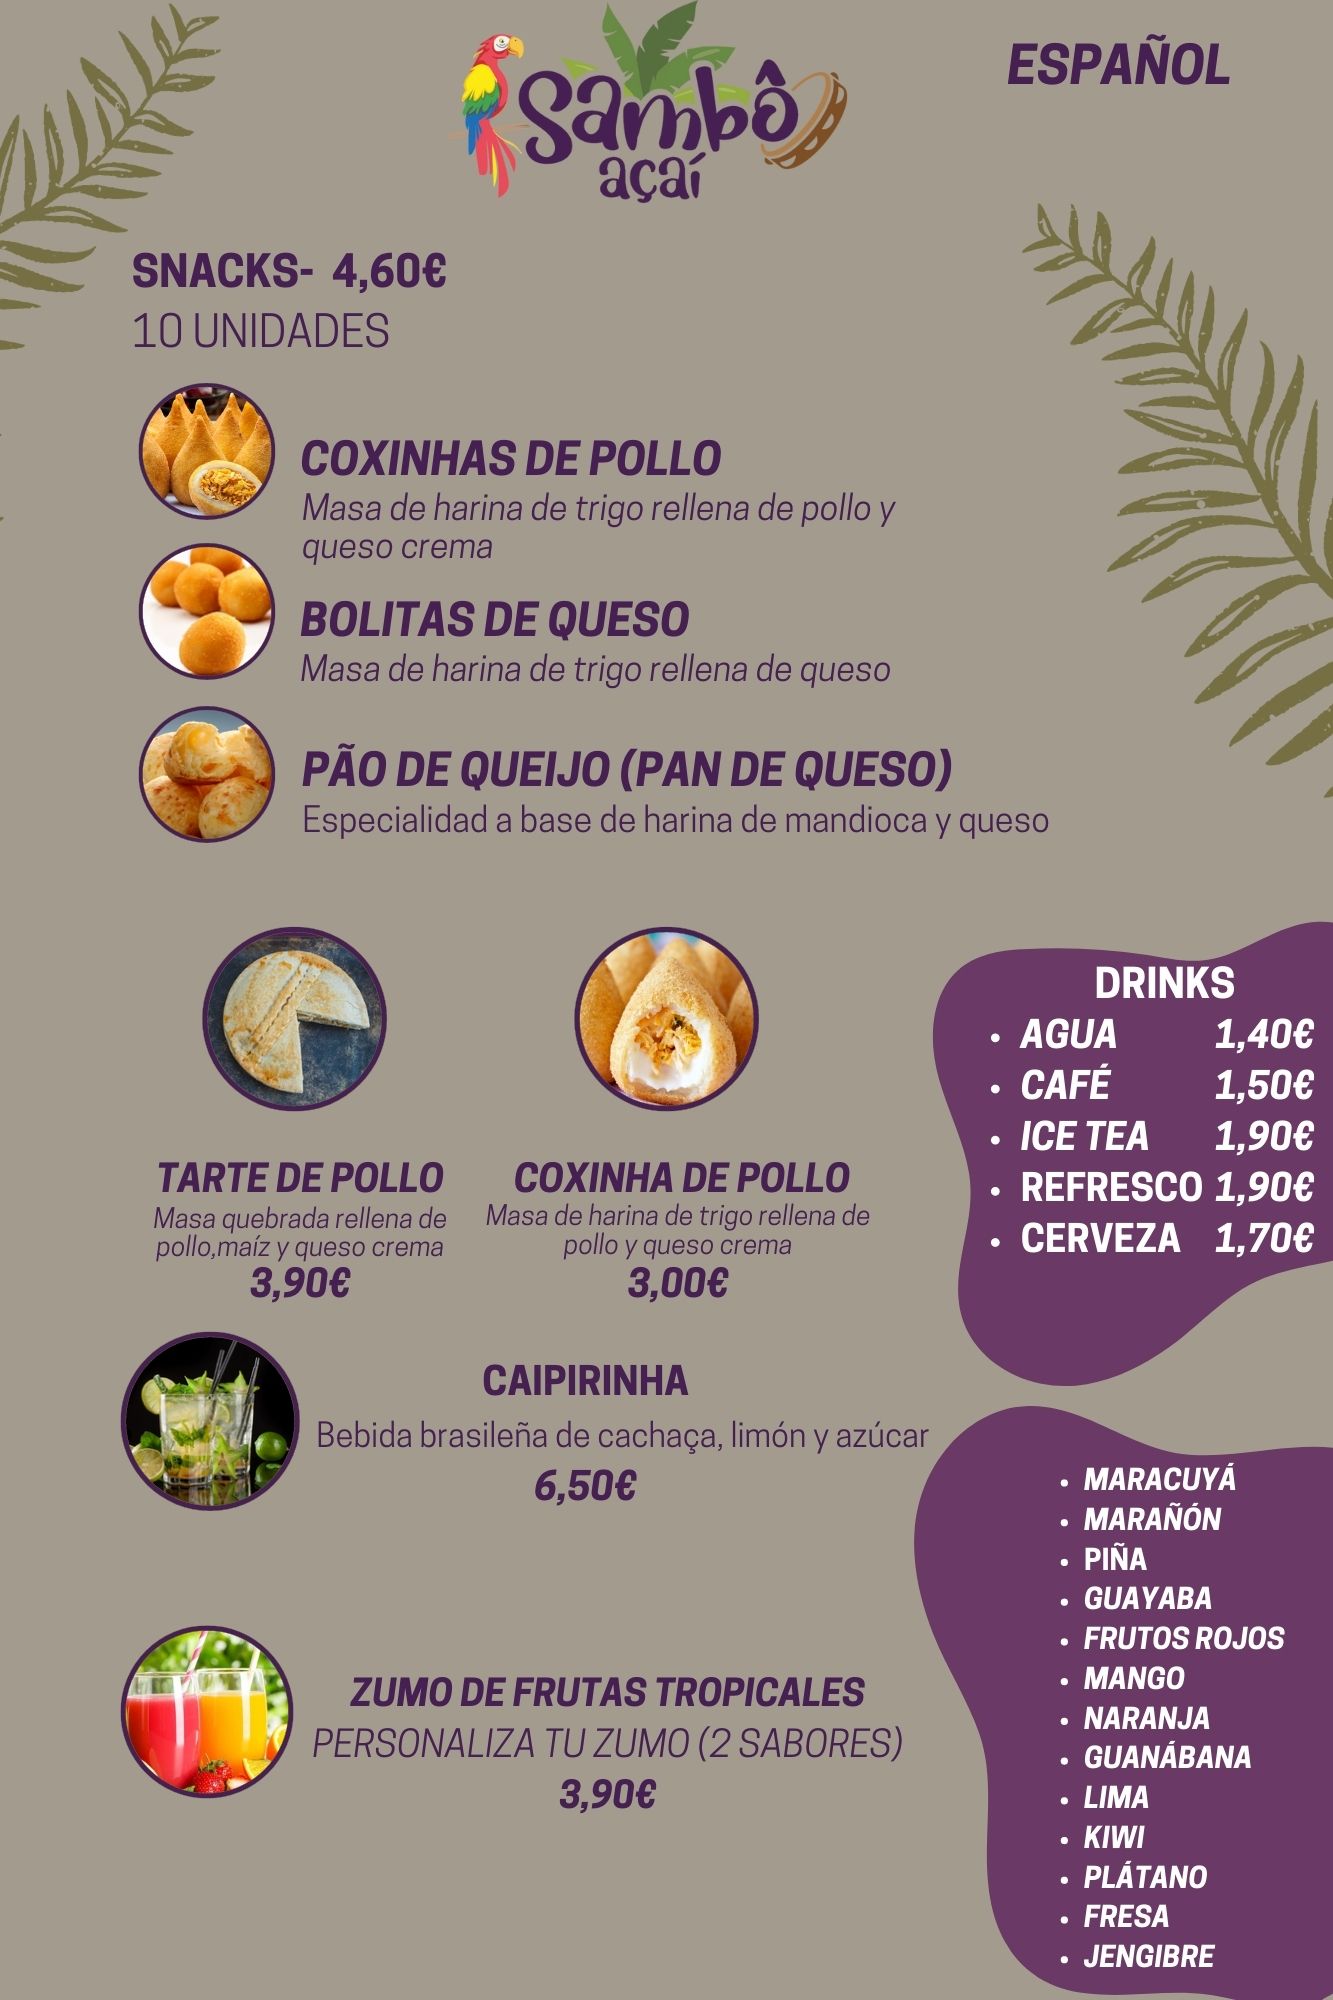 Sambô
açaí
ESPAÑOL
SNACKS- 4,60€
10 UNIDADES
COXINHAS DE POLLO
Masa de harina de trigo rellena de pollo y
queso crema
BOLITAS DE QUESO
Masa de harina de trigo rellena de queso
PÃO DE QUEIJO (PAN DE QUESO)
Especialidad a base de harina de mandioca y queso
TARTE DE POLLO
Masa quebrada rellena de
pollo,maíz y queso crema
3,90€
COXINHA DE POLLO
Masa de harina de trigo rellena de
pollo y queso crema
3,00€
DRINKS
• AGUA 1,40€
• CAFÉ 1,50€
• ICE TEA 1,90€
• REFRESCO 1,90€
• CERVEZA 1,70€
CAIPIRINHA
Bebida brasileña de cachaça, limón y azúcar
6,50€
ZUMO DE FRUTAS TROPICALES
PERSONALIZA TU ZUMO (2 SABORES)
3,90€
• MARACUYÁ
• MARAÑÓN
• PIÑA
• GUAYABA
• FRUTOS ROJOS
• MANGO
• NARANJA
• GUANÁBANA
• LIMA
• KIWI
• PLÁTANO
• FRESA
• JENGIBRE